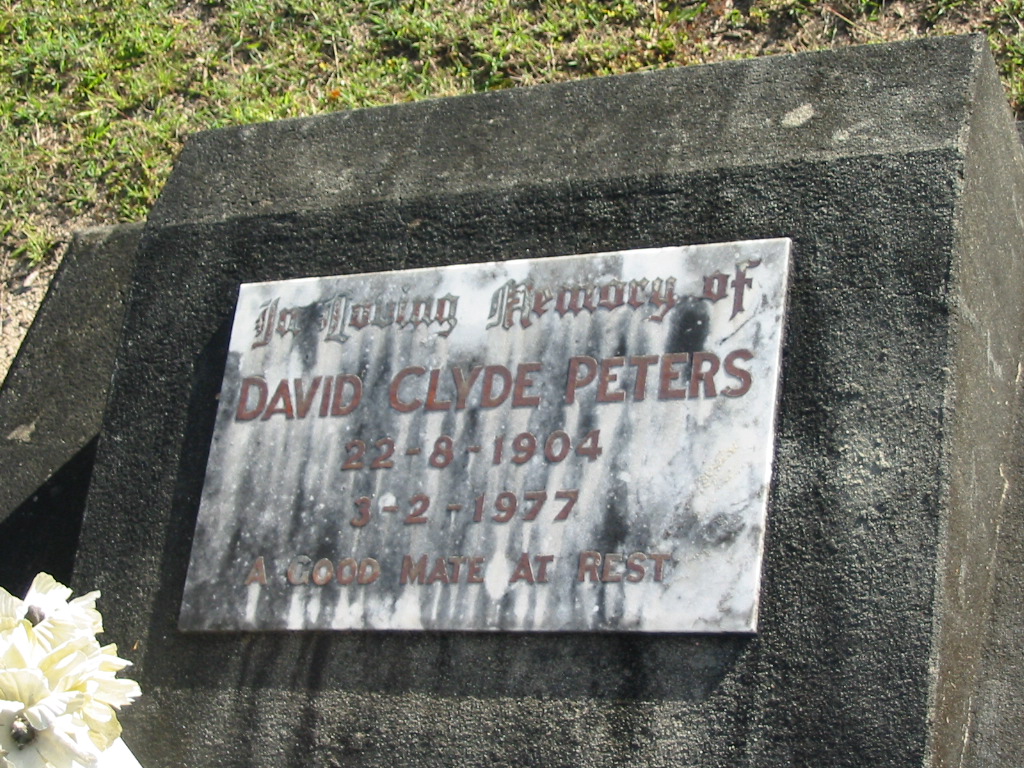 In Loving Memory of
DAVID CLYDE PETERS
22-8-1904
3-2-1977
A GOOD MATE AT REST